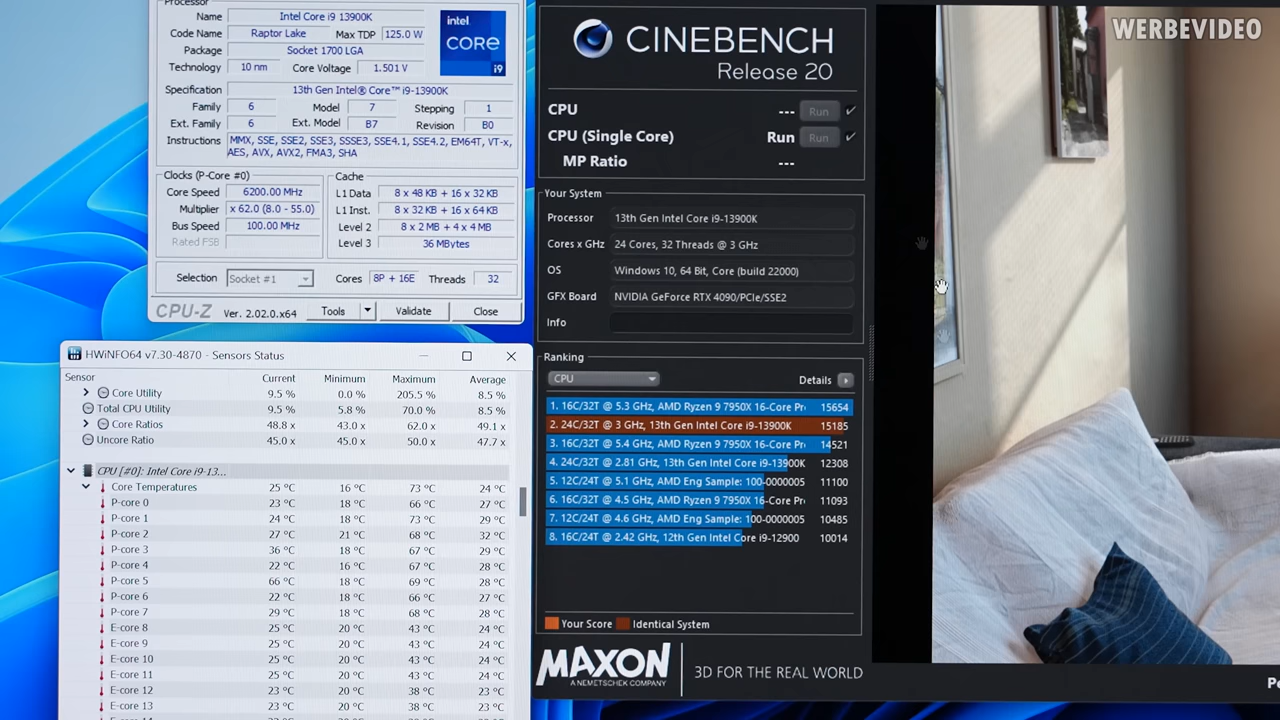 Processor
Name Intel Core i9 13900K
Code Name Raptor Lake Max TDP 125.0 W
Package Socket 1700 LGA
Technology 10 nm Core Voltage 1.501 V
intel
CORE
i9
Specification 13th Gen Intel® Core™ i9-13900K
Family 6 Model 7 Stepping 1
Ext. Family 6 Ext. Model B7 Revision B0
Instructions MMX, SSE, SSE2, SSE3, SSSE3, SSE4.1, SSE4.2, EM64T, VT-x,
AES, AVX, AVX2, FMA3, SHA
Clocks (P-Core #0)
Core Speed 6200.00 MHz
Multiplier x 62.0 (8.0 - 55.0)
Bus Speed 100.00 MHz
Rated FSB
Cache
L1 Data 8 x 48 KB + 16 x 32 KB
L1 Inst. 8 x 32 KB + 16 x 64 KB
Level 2 8 x 2 MB + 4 x 4 MB
Level 3 36 MBytes
Selection Socket #1 Cores 8P + 16E Threads 32
CPU-Z Ver. 2.02.0.x64 Tools Validate Close
HWiNFO64 v7.30-4870 - Sensors Status
Sensor Current Minimum Maximum Average
Core Utility 9.5 % 0.0 % 205.5 % 8.5 %
Total CPU Utility 9.5 % 5.8 % 70.0 % 8.5 %
Core Ratios 48.8 x 43.0 x 62.0 x 49.1 x
Uncore Ratio 45.0 x 45.0 x 50.0 x 47.7 x
CPU [#0]: Intel Core i9-13...
Core Temperatures 25 °C 16 °C 73 °C 24 °C
P-core 0 23 °C 18 °C 66 °C 27 °C
P-core 1 24 °C 18 °C 73 °C 29 °C
P-core 2 27 °C 21 °C 68 °C 32 °C
P-core 3 36 °C 18 °C 67 °C 29 °C
P-core 4 22 °C 16 °C 67 °C 28 °C
P-core 5 66 °C 18 °C 69 °C 28 °C
P-core 6 22 °C 18 °C 66 °C 27 °C
P-core 7 29 °C 18 °C 68 °C 28 °C
E-core 8 25 °C 20 °C 43 °C 24 °C
E-core 9 25 °C 20 °C 43 °C 24 °C
E-core 10 25 °C 20 °C 43 °C 24 °C
E-core 11 25 °C 20 °C 43 °C 24 °C
E-core 12 23 °C 20 °C 38 °C 23 °C
E-core 13 23 °C 20 °C 38 °C 23 °C
CINEBENCH
Release 20
CPU --- Run
CPU (Single Core) Run Run
MP Ratio ---
Your System
Processor 13th Gen Intel Core i9-13900K
Cores x GHz 24 Cores, 32 Threads @ 3 GHz
OS Windows 10, 64 Bit, Core (build 22000)
GFX Board NVIDIA GeForce RTX 4090/PCIe/SSE2
Info
Ranking
CPU Details
1. 16C/32T @ 5.3 GHz, AMD Ryzen 9 7950X 16-Core Pr 15654
2. 24C/32T @ 3 GHz, 13th Gen Intel Core i9-13900K 15185
3. 16C/32T @ 5.4 GHz, AMD Ryzen 9 7950X 16-Core Pr 14521
4. 24C/32T @ 2.81 GHz, 13th Gen Intel Core i9-13900K 12308
5. 12C/24T @ 5.1 GHz, AMD Eng Sample: 100-0000005 11100
6. 16C/32T @ 4.5 GHz, AMD Ryzen 9 7950X 16-Core Pr 11093
7. 12C/24T @ 4.6 GHz, AMD Eng Sample: 100-0000005 10485
8. 16C/24T @ 2.42 GHz, 12th Gen Intel Core i9-12900 10014
Your Score Identical System
MAXON
A NEMETSCHEK COMPANY
3D FOR THE REAL WORLD
WERBEVIDEO